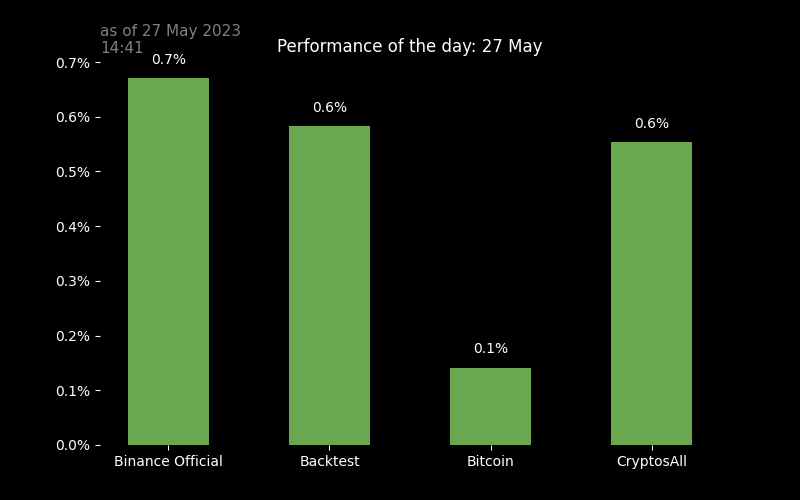 as of 27 May 2023
14:41
Performance of the day: 27 May
0.7%
0.7%
0.6%
0.6%
0.6%
0.5%
0.4%
0.3%
0.2%
0.1%
0.1%
0.0%
Binance Official
Backtest
Bitcoin
CryptosAll